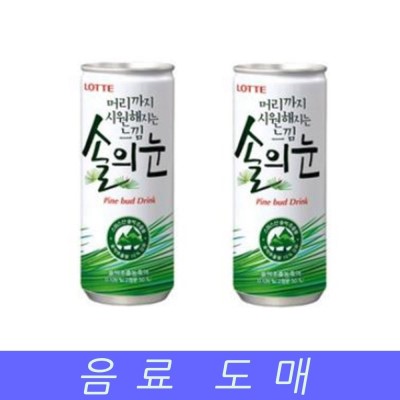 LOTTE
머리까지
시원해지는
느낌
솔의눈
Pine bud Drink
LOTTE
머리까지
시원해지는
느낌
솔의눈
Pine bud Drink
음료 도매